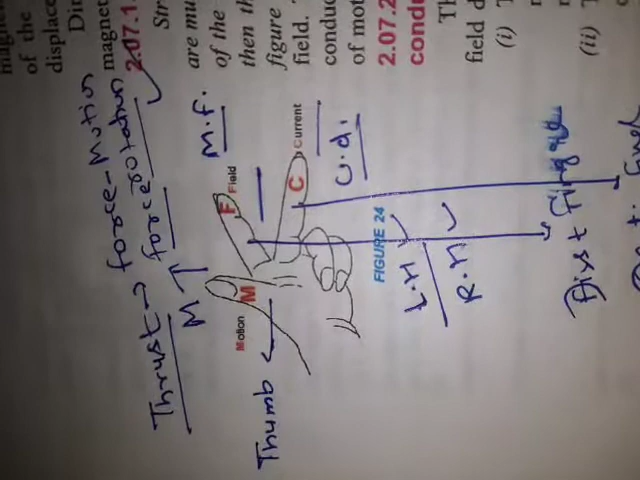 magne
of the
displace
Di
magnet
2.07.1.
Str
are mu
of the
then th
figure
field.
conduc
of mot
2.07.2
cond
Th
field d
(i) T
(ii) T
Thrust → force - Motion
M ↑ force rotation
M.F.
Field
F
Current
C
C.d.
Motion
M
Thumb
FIGURE 24
L.H
R.H
First finger